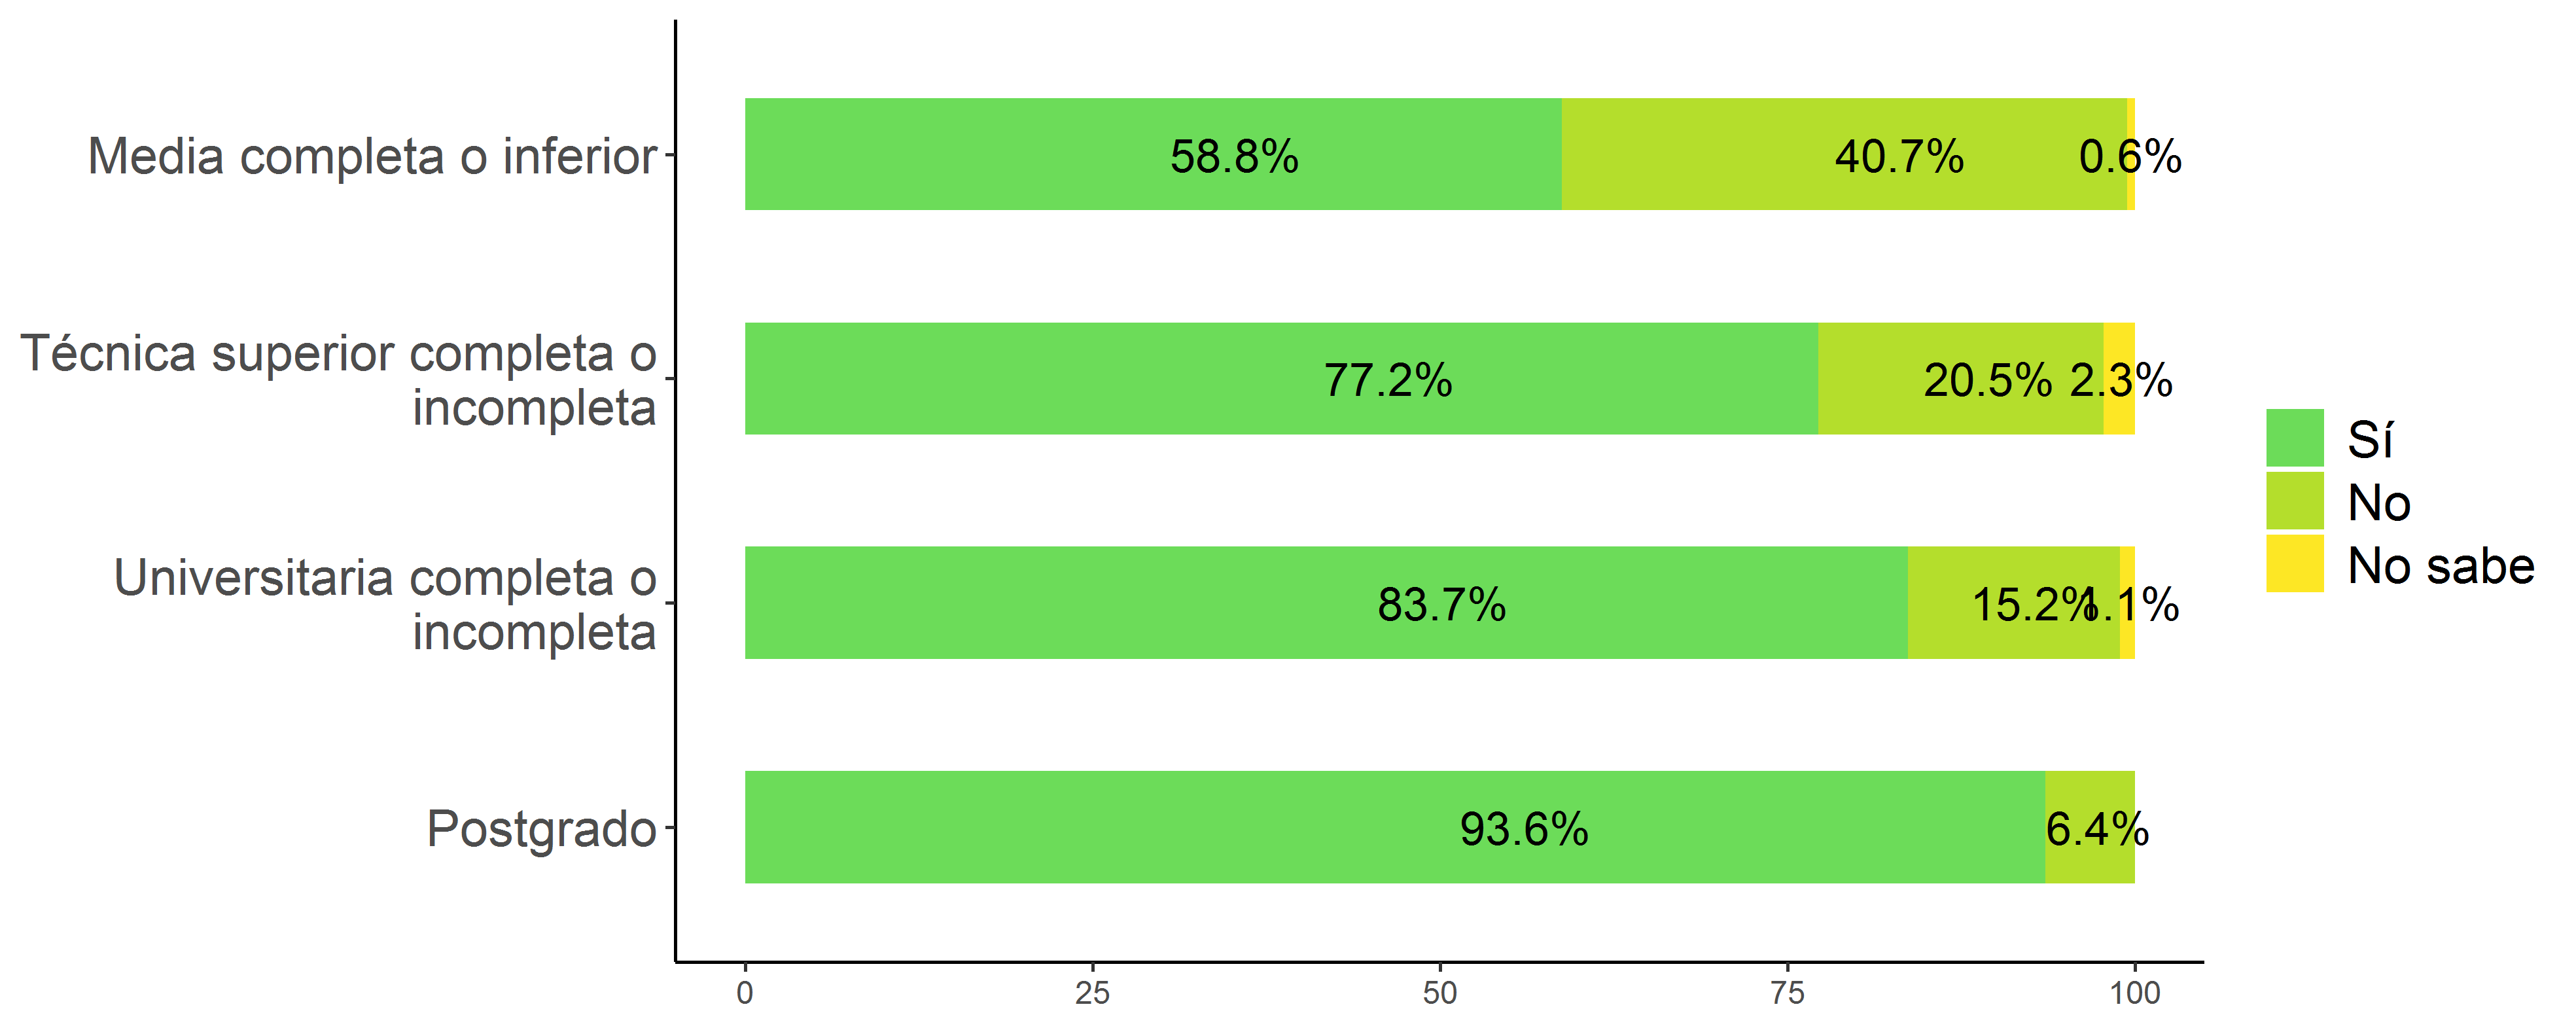 Media completa o inferior
58.8%
40.7%
0.6%
Técnica superior completa o
incompleta
77.2%
20.5%
2.3%
Universitaria completa o
incompleta
83.7%
15.2%
1.1%
Postgrado
93.6%
6.4%
0
25
50
75
100
Sí
No
No sabe